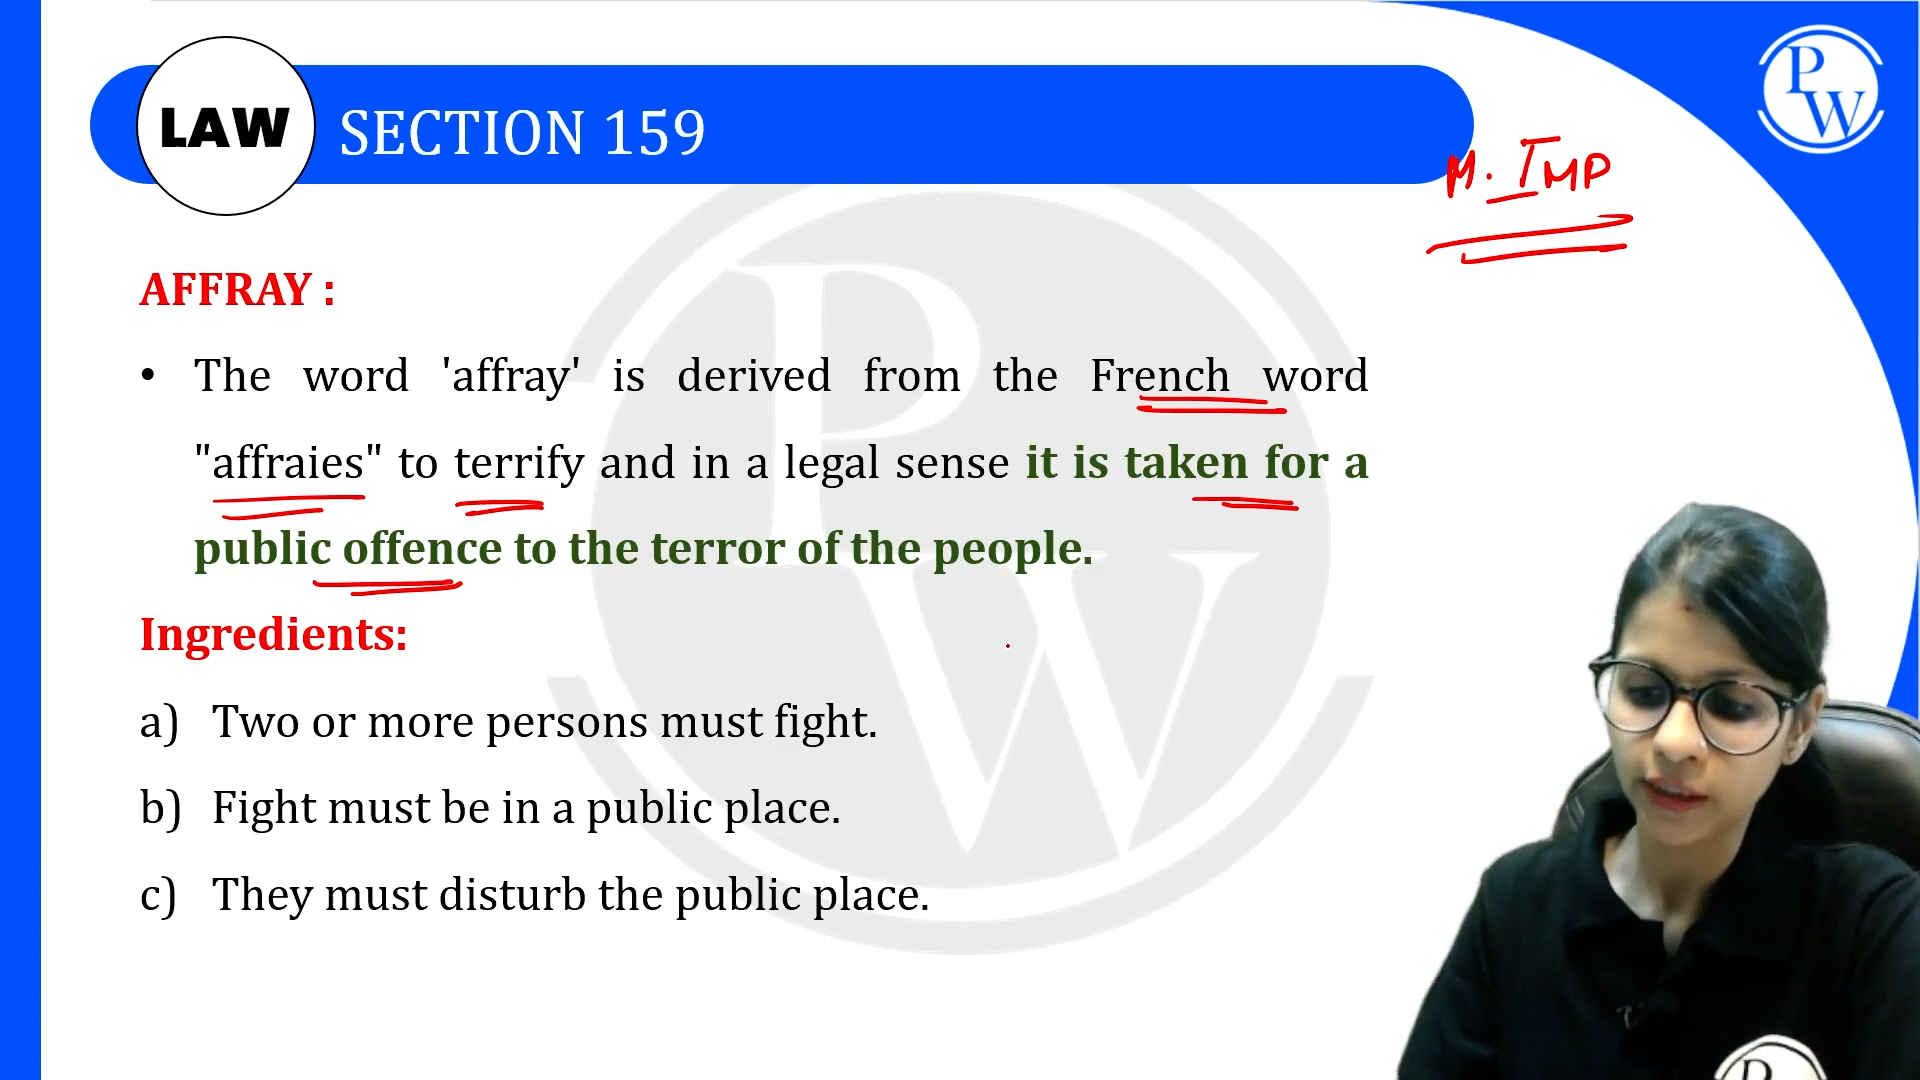 LAW
SECTION 159
P
W
M. IMP
AFFRAY :
• The word 'affray' is derived from the French word
"affraies" to terrify and in a legal sense it is taken for a
public offence to the terror of the people.
Ingredients:
a) Two or more persons must fight.
b) Fight must be in a public place.
c) They must disturb the public place.
P
W
P
W